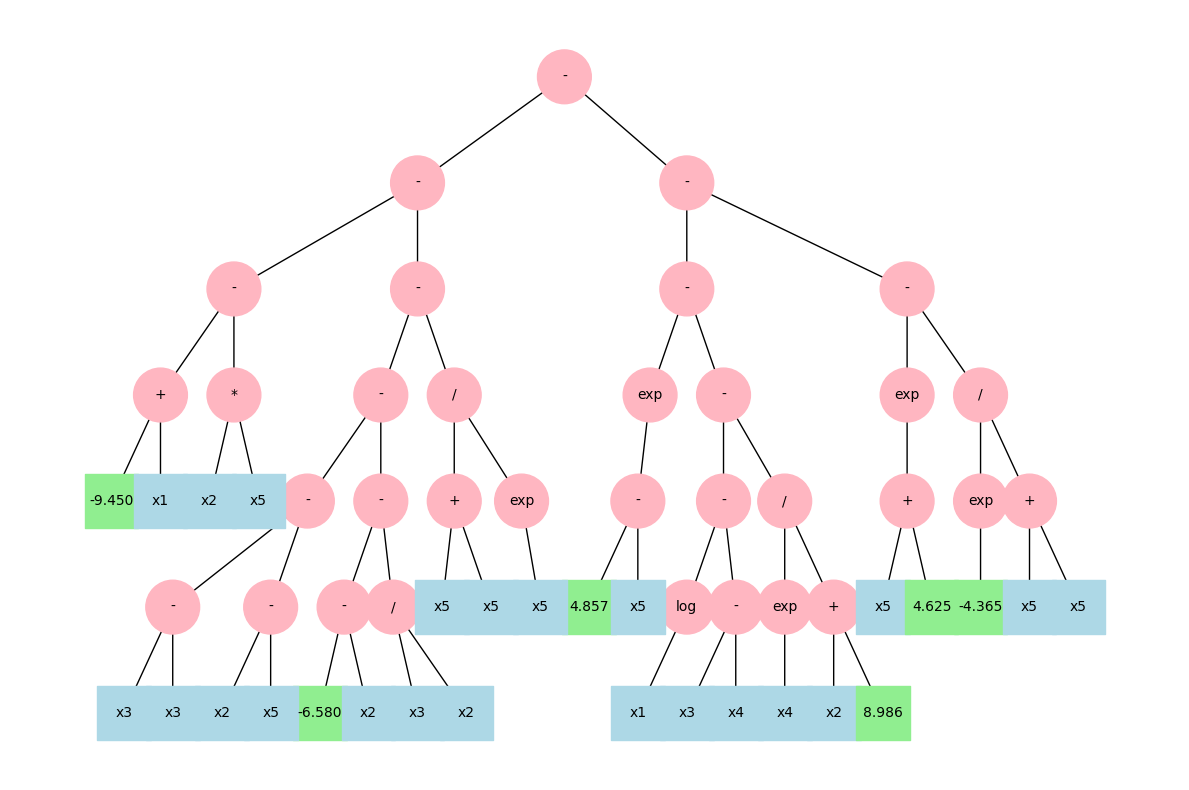 -
- -
- - - -
+ * - / exp - exp /
-9.450 x1 x2 x5 - - + exp - - / + exp +
- - - / x5 x5 x5 4.857 x5 log - exp + x5 4.625 -4.365 x5 x5
x3 x3 x2 x5 -6.580 x2 x3 x2 x1 x3 x4 x4 x2 8.986